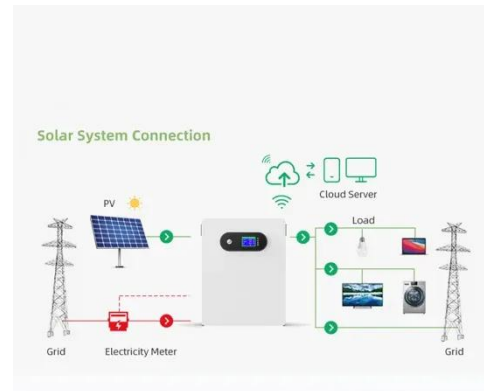 Solar System Connection
Cloud Server
PV
Load
Grid
Electricity Meter
Grid